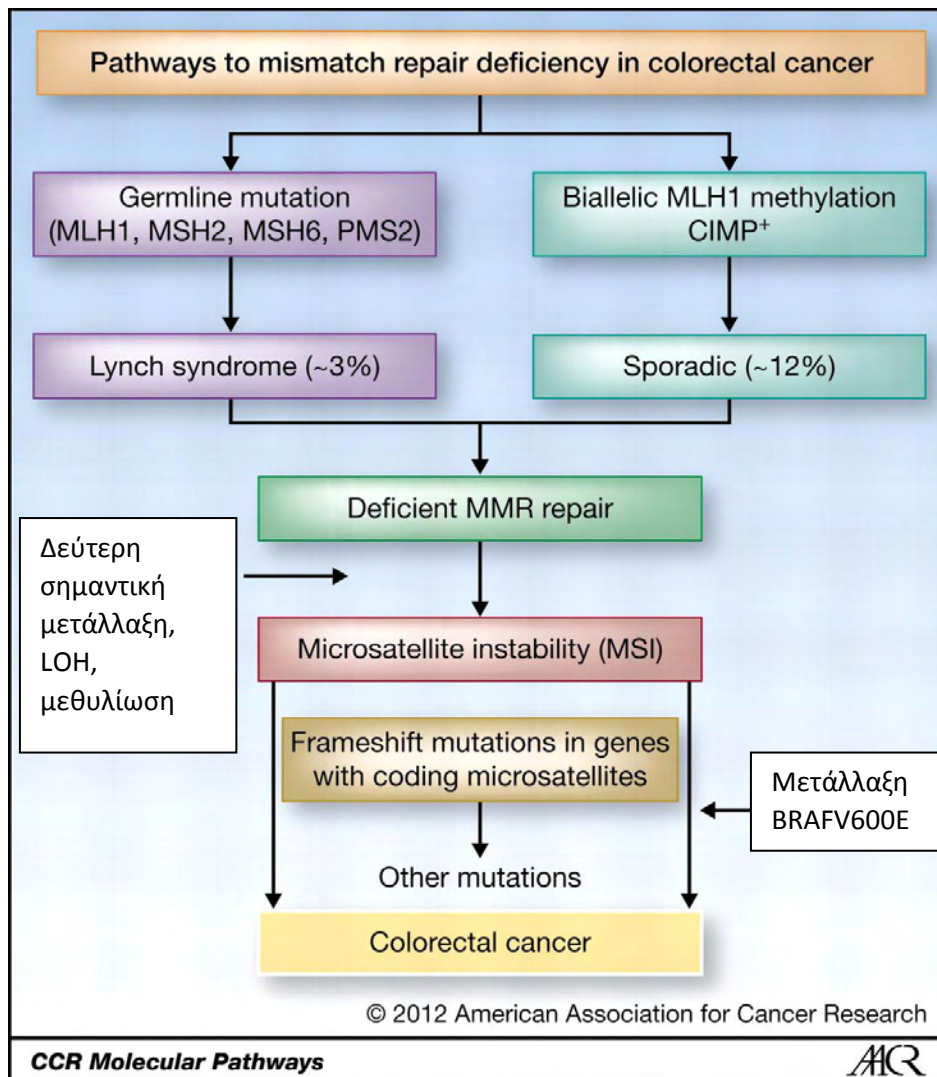 Pathways to mismatch repair deficiency in colorectal cancer
Germline mutation
(MLH1, MSH2, MSH6, PMS2)
Biallelic MLH1 methylation
CIMP+
Lynch syndrome (~3%)
Sporadic (~12%)
Deficient MMR repair
Δεύτερη
σημαντική
μετάλλαξη,
LOH,
μεθυλίωση
Microsatellite instability (MSI)
Frameshift mutations in genes
with coding microsatellites
Μετάλλαξη
BRAFV600E
Other mutations
Colorectal cancer
© 2012 American Association for Cancer Research
CCR Molecular Pathways
AACR